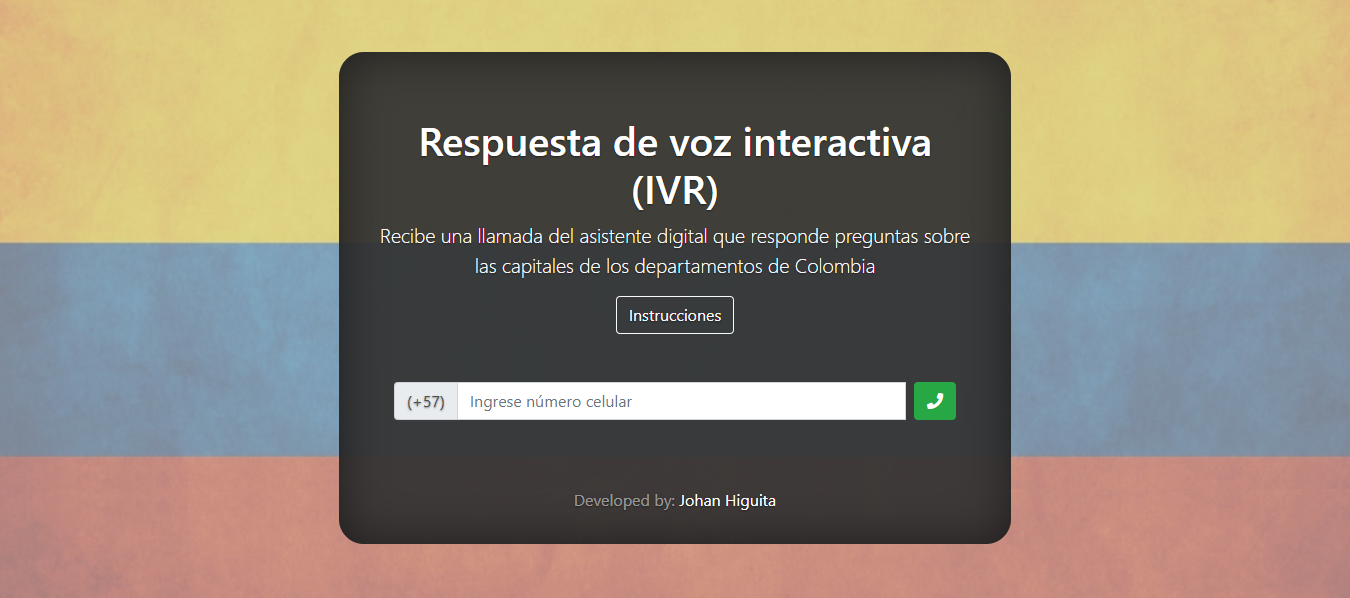 Respuesta de voz interactiva
(IVR)
Recibe una llamada del asistente digital que responde preguntas sobre
las capitales de los departamentos de Colombia
Instrucciones
(+57) Ingrese número celular
Developed by: Johan Higuita